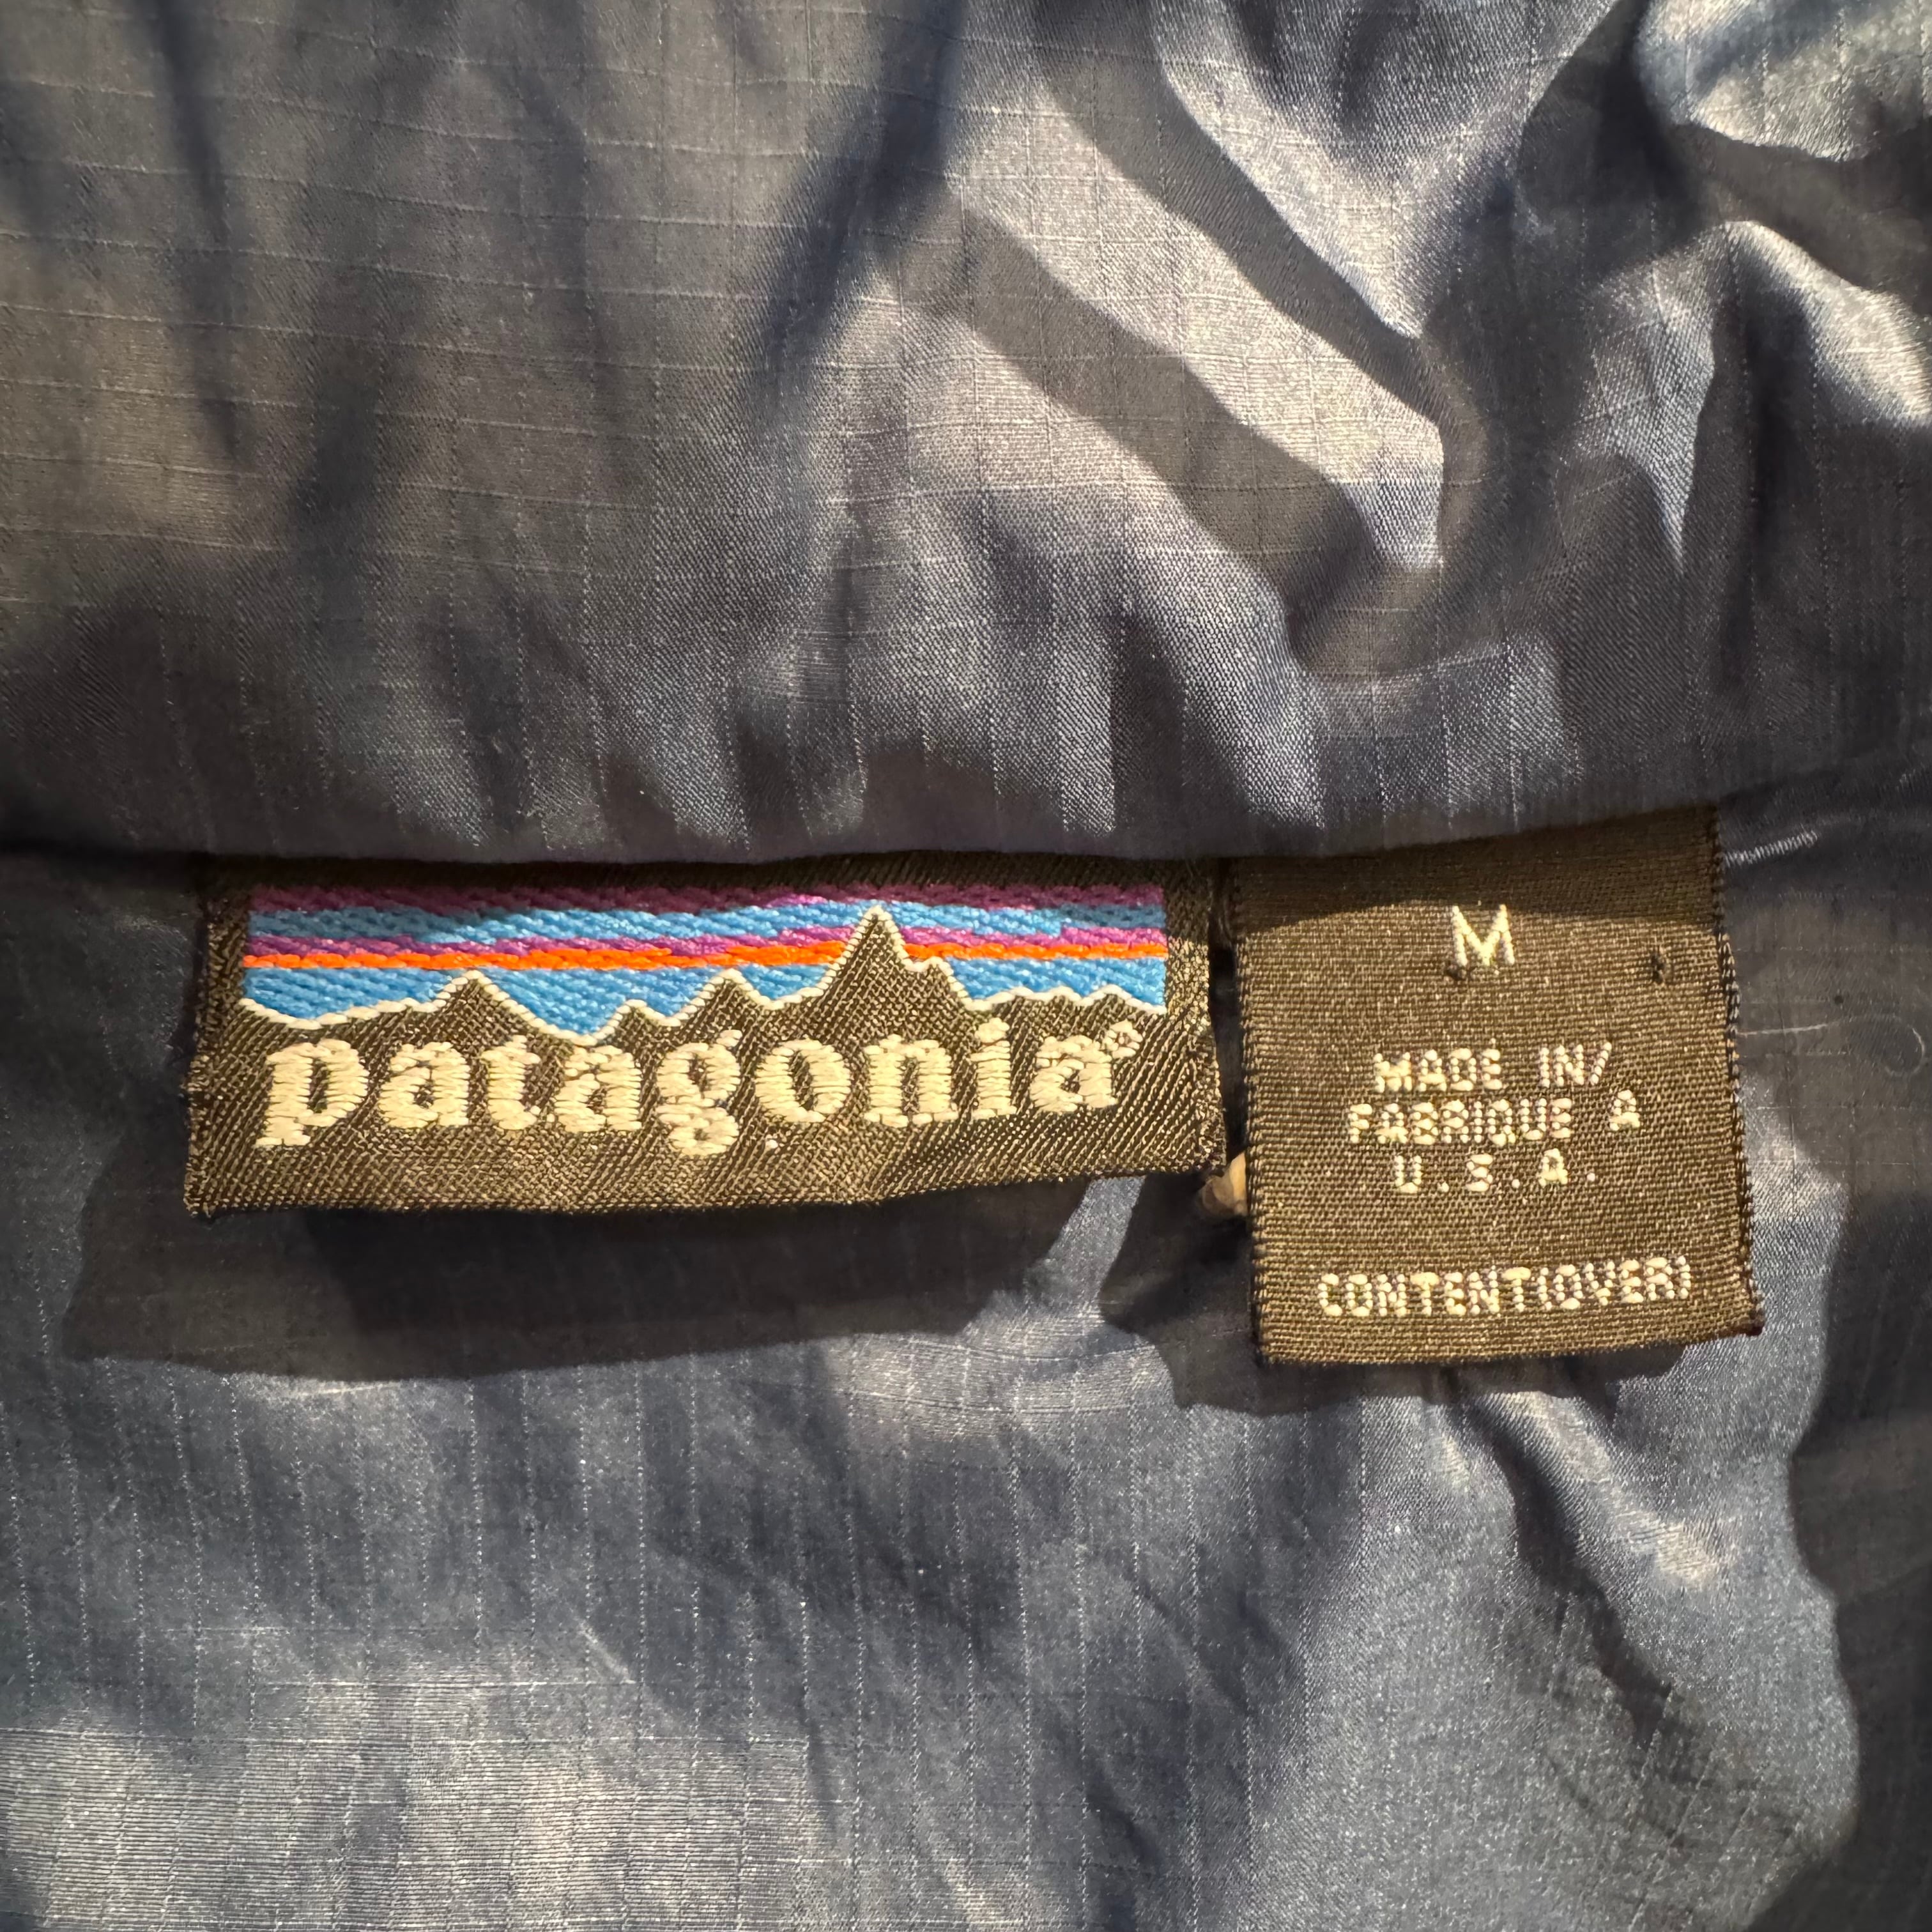 patagonia®
M
MADE IN/
FABRIQUE A
U.S.A.
CONTENT(OVER)